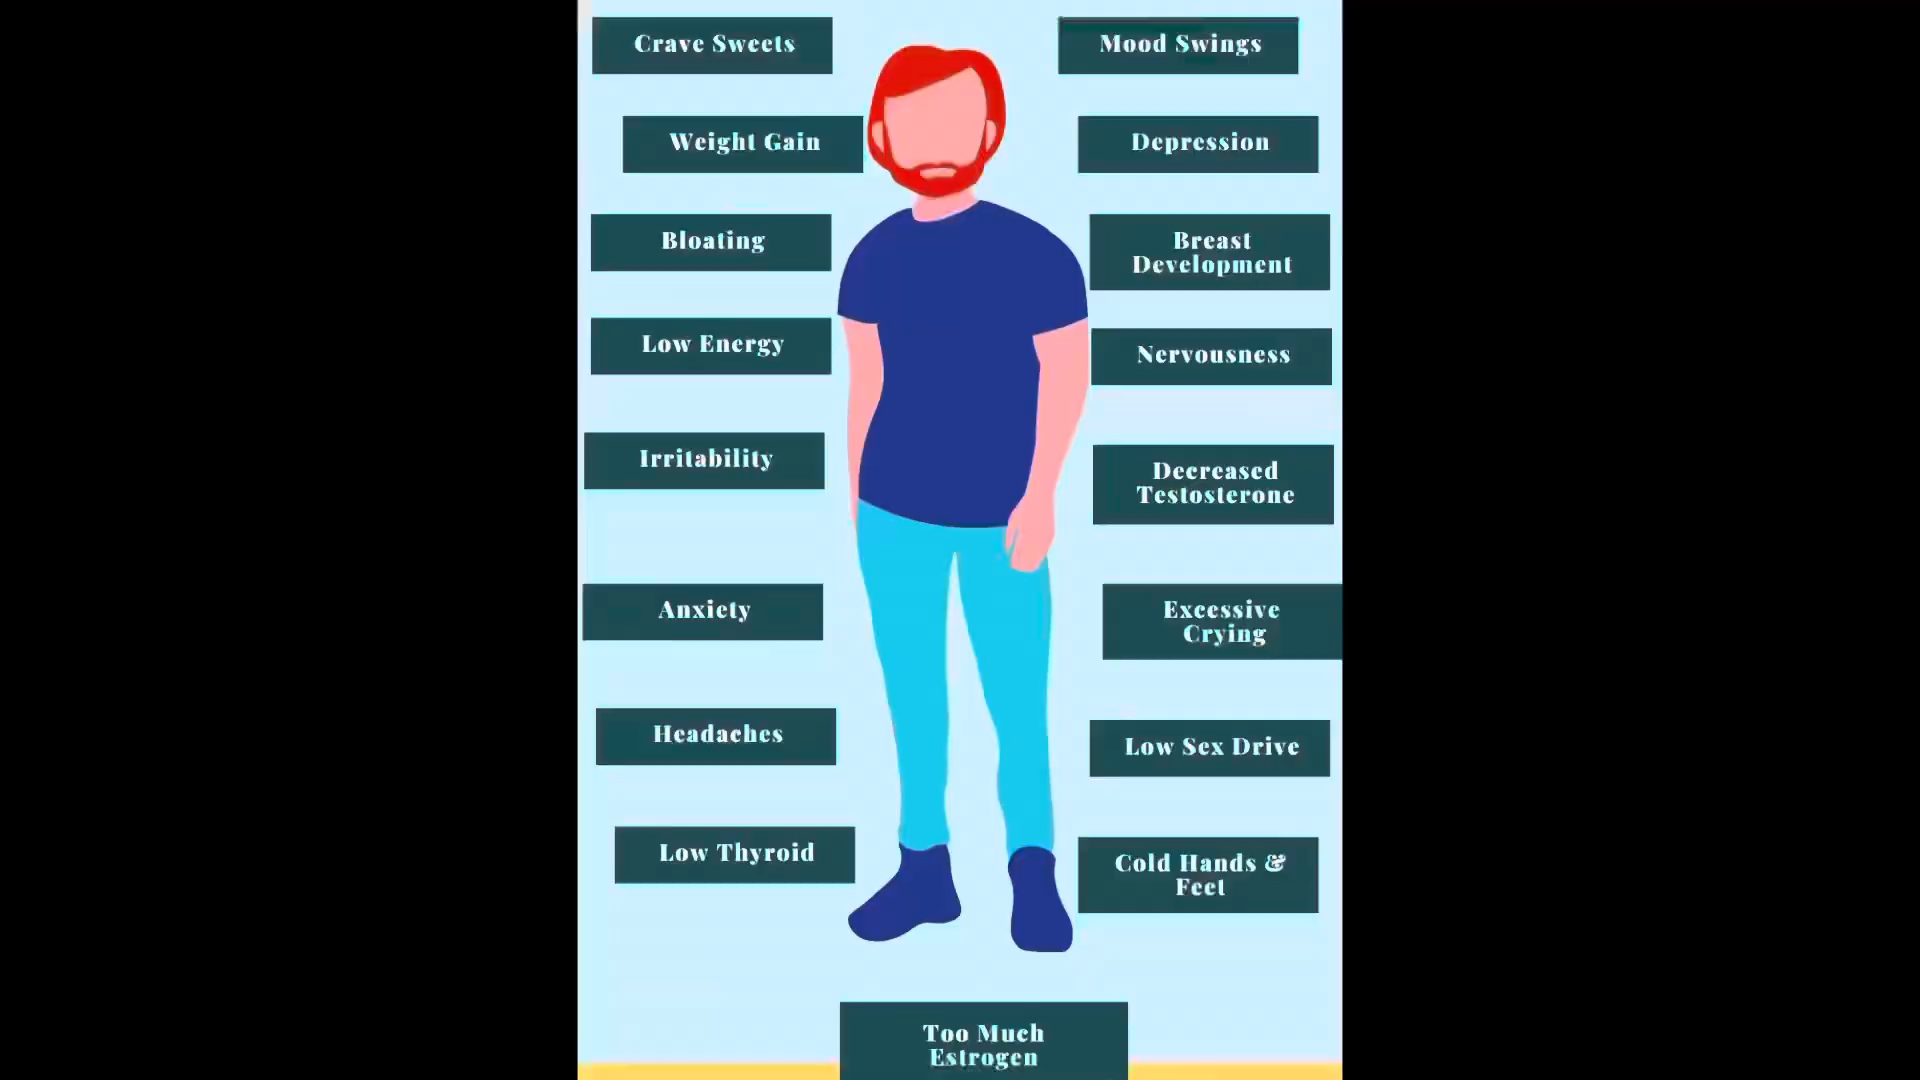 Crave Sweets
Mood Swings
Weight Gain
Depression
Bloating
Breast
Development
Low Energy
Nervousness
Irritability
Decreased
Testosterone
Anxiety
Excessive
Crying
Headaches
Low Sex Drive
Low Thyroid
Cold Hands &
Feet
Too Much
Estrogen